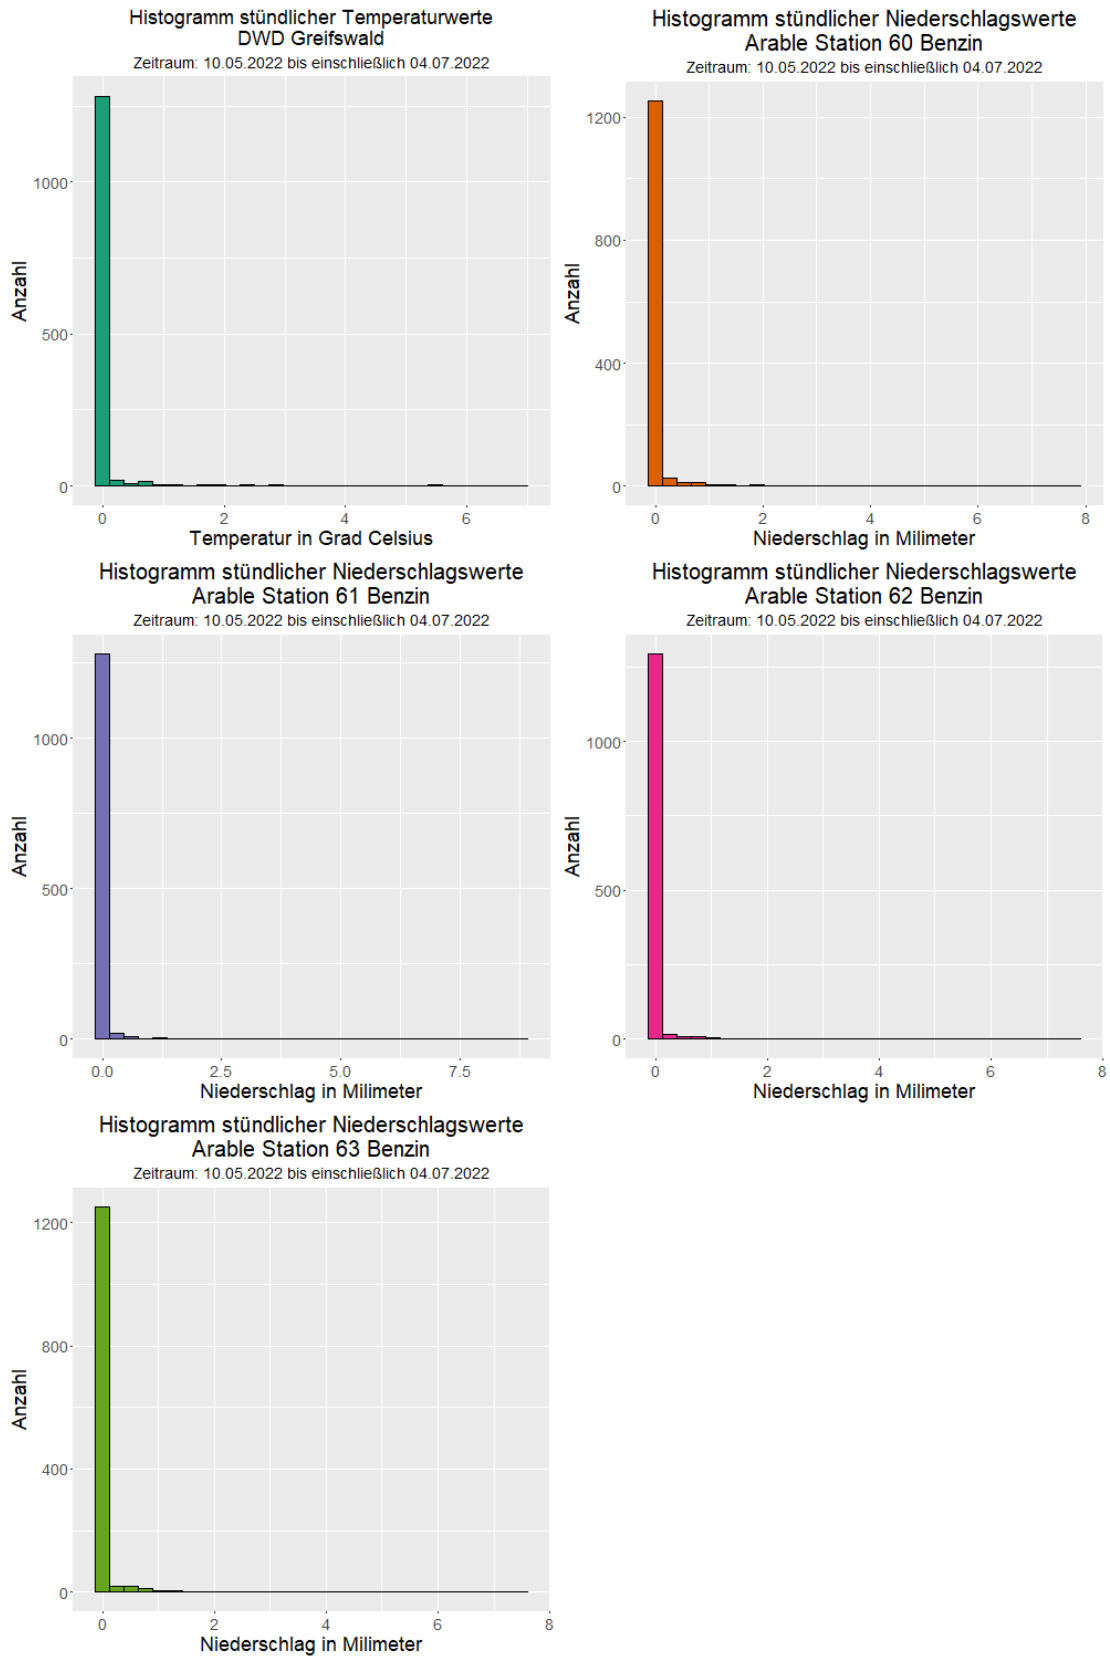 Histogramm stündlicher Temperaturwerte
DWD Greifswald
Zeitraum: 10.05.2022 bis einschließlich 04.07.2022
Anzahl
1000
500
0
0 2 4 6
Temperatur in Grad Celsius
Histogramm stündlicher Niederschlagswerte
Arable Station 60 Benzin
Zeitraum: 10.05.2022 bis einschließlich 04.07.2022
Anzahl
1200
800
400
0
0 2 4 6 8
Niederschlag in Milimeter
Histogramm stündlicher Niederschlagswerte
Arable Station 61 Benzin
Zeitraum: 10.05.2022 bis einschließlich 04.07.2022
Anzahl
1000
500
0
0.0 2.5 5.0 7.5
Niederschlag in Milimeter
Histogramm stündlicher Niederschlagswerte
Arable Station 62 Benzin
Zeitraum: 10.05.2022 bis einschließlich 04.07.2022
Anzahl
1000
500
0
0 2 4 6 8
Niederschlag in Milimeter
Histogramm stündlicher Niederschlagswerte
Arable Station 63 Benzin
Zeitraum: 10.05.2022 bis einschließlich 04.07.2022
Anzahl
1200
800
400
0
0 2 4 6 8
Niederschlag in Milimeter